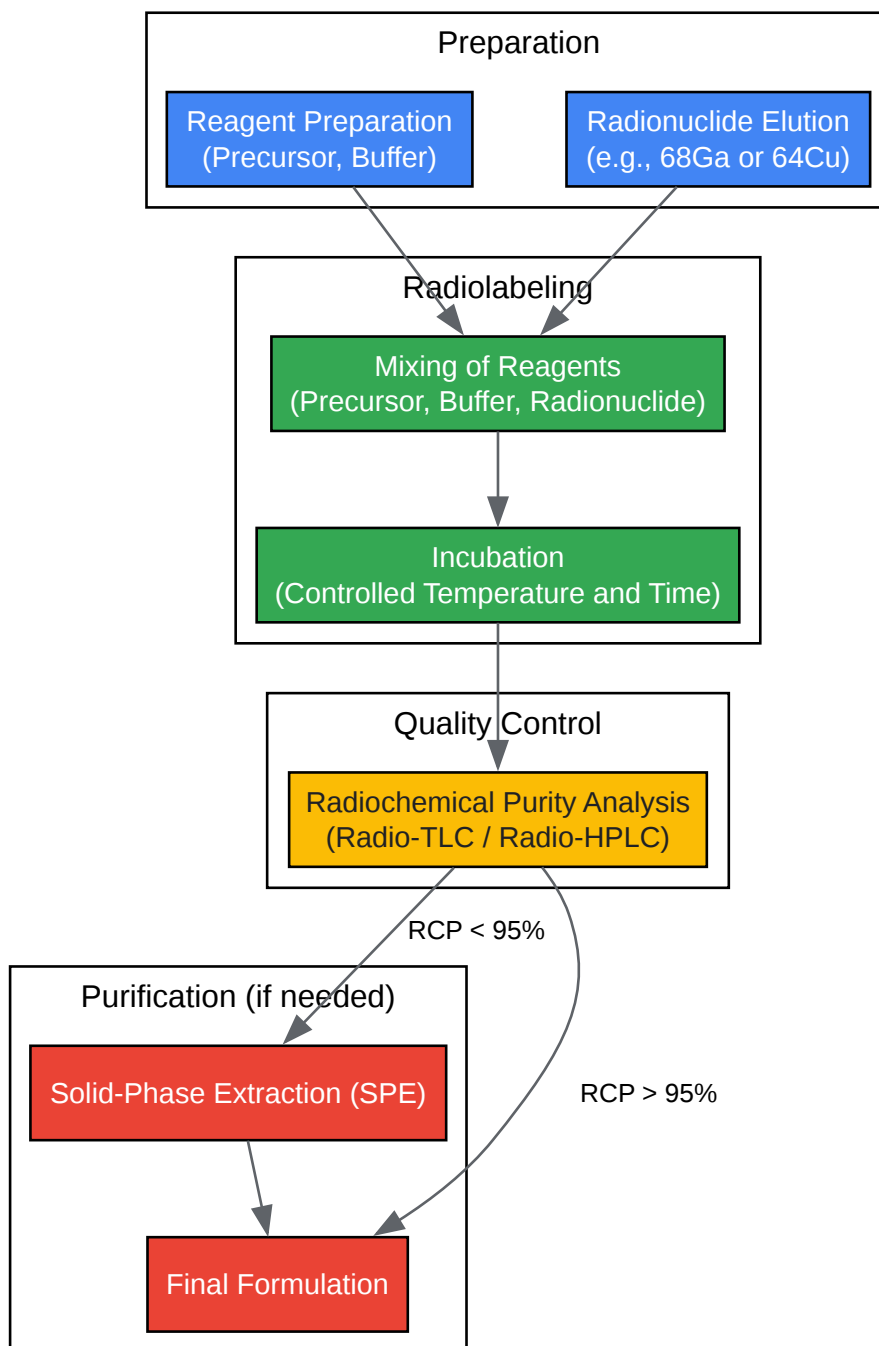 Preparation
Reagent Preparation
(Precursor, Buffer)
Radionuclide Elution
(e.g., 68Ga or 64Cu)
Radiolabeling
Mixing of Reagents
(Precursor, Buffer, Radionuclide)
Incubation
(Controlled Temperature and Time)
Quality Control
Radiochemical Purity Analysis
(Radio-TLC / Radio-HPLC)
RCP < 95%
Purification (if needed)
Solid-Phase Extraction (SPE)
RCP > 95%
Final Formulation